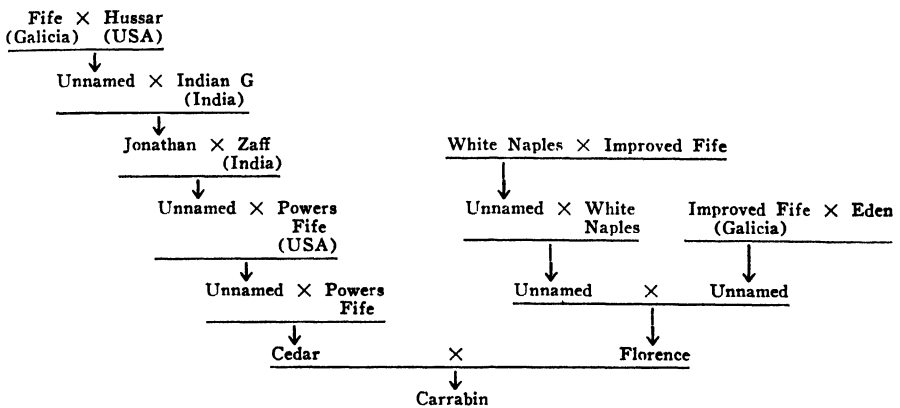 Fife × Hussar
(Galicia) (USA)
Unnamed × Indian G
(India)
Jonathan × Zaff
(India)
White Naples × Improved Fife
Unnamed × Powers
Fife
(USA)
Unnamed × White
Naples
Improved Fife × Eden
(Galicia)
Unnamed × Powers
Fife
Unnamed × Unnamed
Cedar × Florence
Carrabin